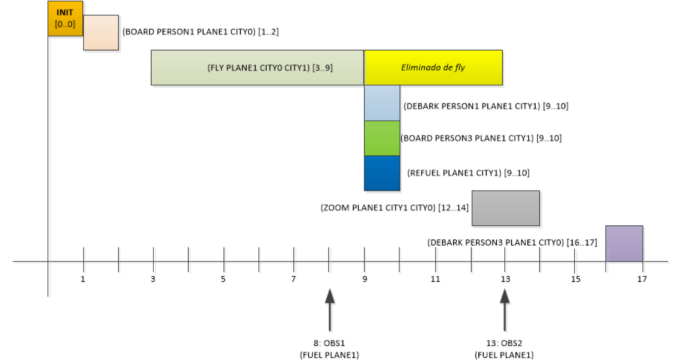 INIT
[0..0]
(BOARD PERSON1 PLANE1 CITY0) [1..2]
(FLY PLANE1 CITY0 CITY1) [3..9]
Eliminado de fly
(DEBARK PERSON1 PLANE1 CITY1) [9..10]
(BOARD PERSON3 PLANE1 CITY1) [9..10]
(REFUEL PLANE1 CITY1) [9..10]
(ZOOM PLANE1 CITY1 CITY0) [12..14]
(DEBARK PERSON3 PLANE1 CITY0) [16..17]
1 3 5 7 9 11 13 15 17
8: OBS1
(FUEL PLANE1)
13: OBS2
(FUEL PLANE1)